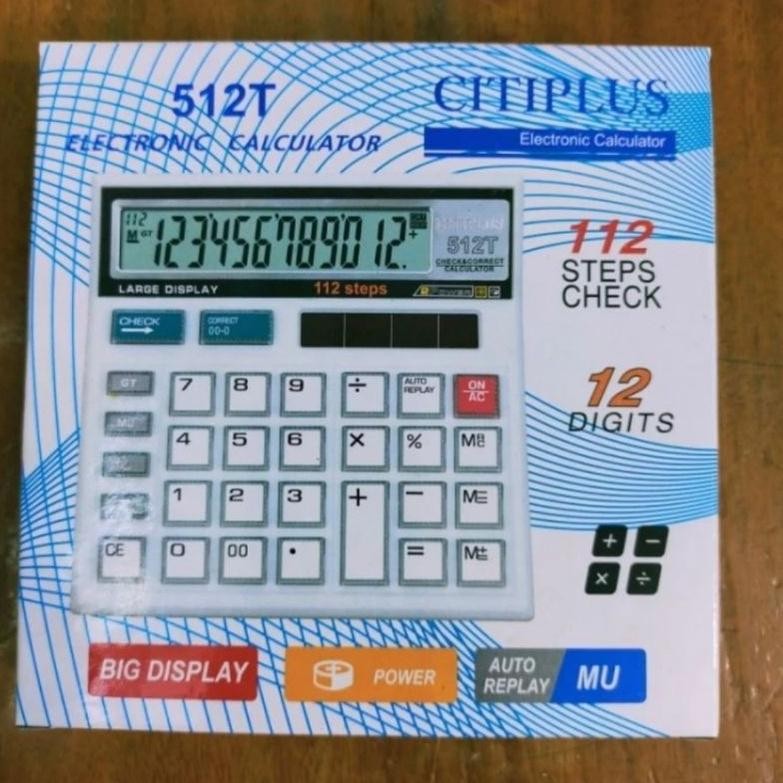 512T
ELECTRONIC CALCULATOR
CITIPLUS
Electronic Calculator
112
M GT 123456789012. +
CITIPLUS
512T
CHECK&CORRECT
CALCULATOR
LARGE DISPLAY 112 steps
CHECK CORRECT
00-0
112
STEPS
CHECK
GT 7 8 9 ÷ AUTO REPLAY ON/AC
MU 4 5 6 × %
1 2 3 + −
CE 0 00 . =
12
DIGITS
+ −
× ÷
BIG DISPLAY
POWER
AUTO
REPLAY
MU